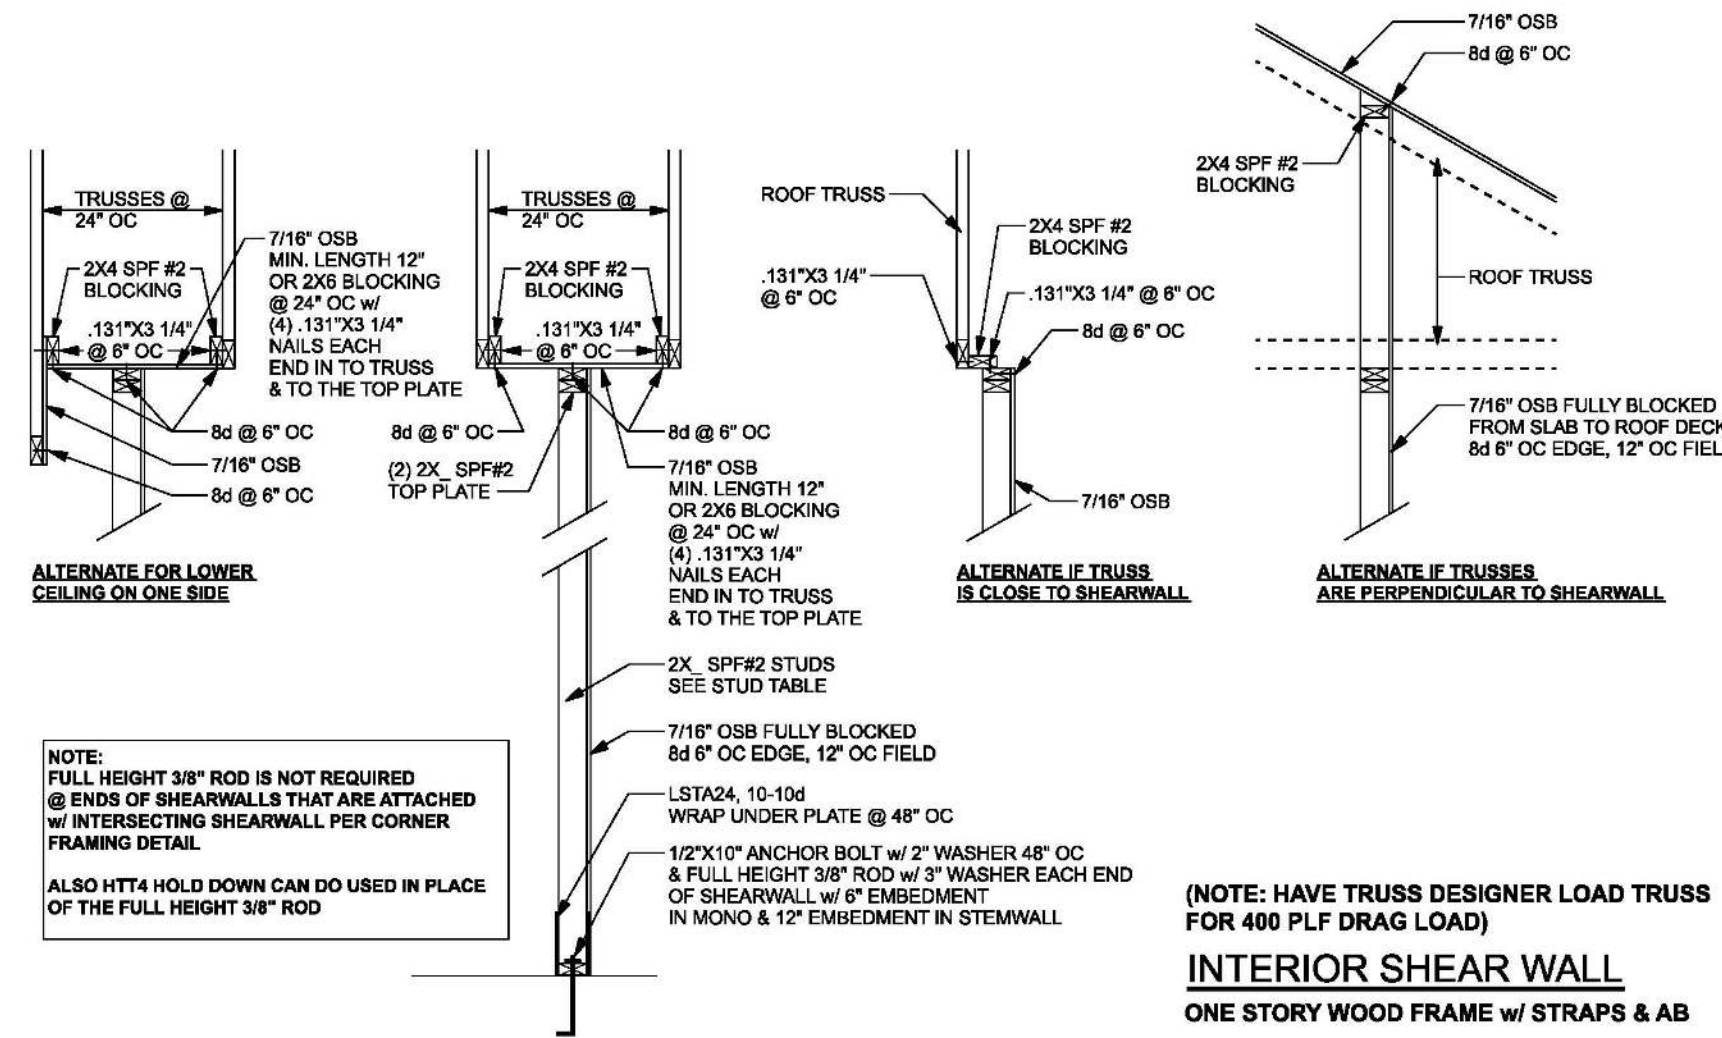 TRUSSES @
24" OC
7/16" OSB
MIN. LENGTH 12"
OR 2X6 BLOCKING
@ 24" OC w/
(4) .131"X3 1/4"
NAILS EACH
END IN TO TRUSS
& TO THE TOP PLATE
2X4 SPF #2
BLOCKING
.131"X3 1/4"
@ 6" OC
8d @ 6" OC
7/16" OSB
8d @ 6" OC
ALTERNATE FOR LOWER
CEILING ON ONE SIDE
TRUSSES @
24" OC
2X4 SPF #2
BLOCKING
.131"X3 1/4"
@ 6" OC
8d @ 6" OC
(2) 2X_ SPF#2
TOP PLATE
8d @ 6" OC
7/16" OSB
MIN. LENGTH 12"
OR 2X6 BLOCKING
@ 24" OC w/
(4) .131"X3 1/4"
NAILS EACH
END IN TO TRUSS
& TO THE TOP PLATE
2X_ SPF#2 STUDS
SEE STUD TABLE
7/16" OSB FULLY BLOCKED
8d 6" OC EDGE, 12" OC FIELD
LSTA24, 10-10d
WRAP UNDER PLATE @ 48" OC
1/2"X10" ANCHOR BOLT w/ 2" WASHER 48" OC
& FULL HEIGHT 3/8" ROD w/ 3" WASHER EACH END
OF SHEARWALL w/ 6" EMBEDMENT
IN MONO & 12" EMBEDMENT IN STEMWALL
ROOF TRUSS
2X4 SPF #2
BLOCKING
.131"X3 1/4"
@ 6" OC
.131"X3 1/4" @ 6" OC
8d @ 6" OC
7/16" OSB
ALTERNATE IF TRUSS
IS CLOSE TO SHEARWALL
7/16" OSB
8d @ 6" OC
2X4 SPF #2
BLOCKING
ROOF TRUSS
7/16" OSB FULLY BLOCKED
FROM SLAB TO ROOF DECK
8d 6" OC EDGE, 12" OC FIEL
ALTERNATE IF TRUSSES
ARE PERPENDICULAR TO SHEARWALL
NOTE:
FULL HEIGHT 3/8" ROD IS NOT REQUIRED
@ ENDS OF SHEARWALLS THAT ARE ATTACHED
w/ INTERSECTING SHEARWALL PER CORNER
FRAMING DETAIL
ALSO HTT4 HOLD DOWN CAN DO USED IN PLACE
OF THE FULL HEIGHT 3/8" ROD
(NOTE: HAVE TRUSS DESIGNER LOAD TRUSS
FOR 400 PLF DRAG LOAD)
INTERIOR SHEAR WALL
ONE STORY WOOD FRAME w/ STRAPS & AB